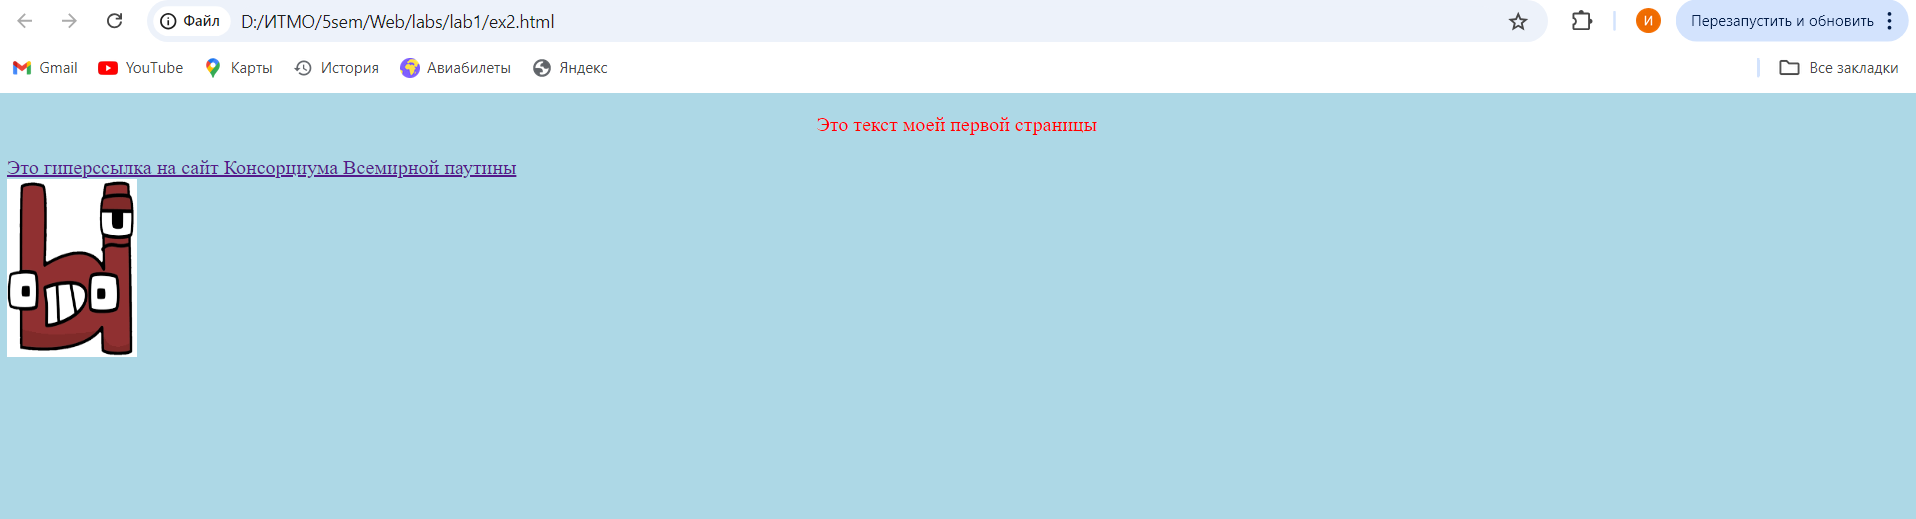 Файл D:/ИТМО/5sem/Web/labs/lab1/ex2.html И Перезапустить и обновить
Gmail YouTube Карты История Авиабилеты Яндекс Все закладки
Это текст моей первой страницы
Это гиперссылка на сайт Консорциума Всемирной паутины